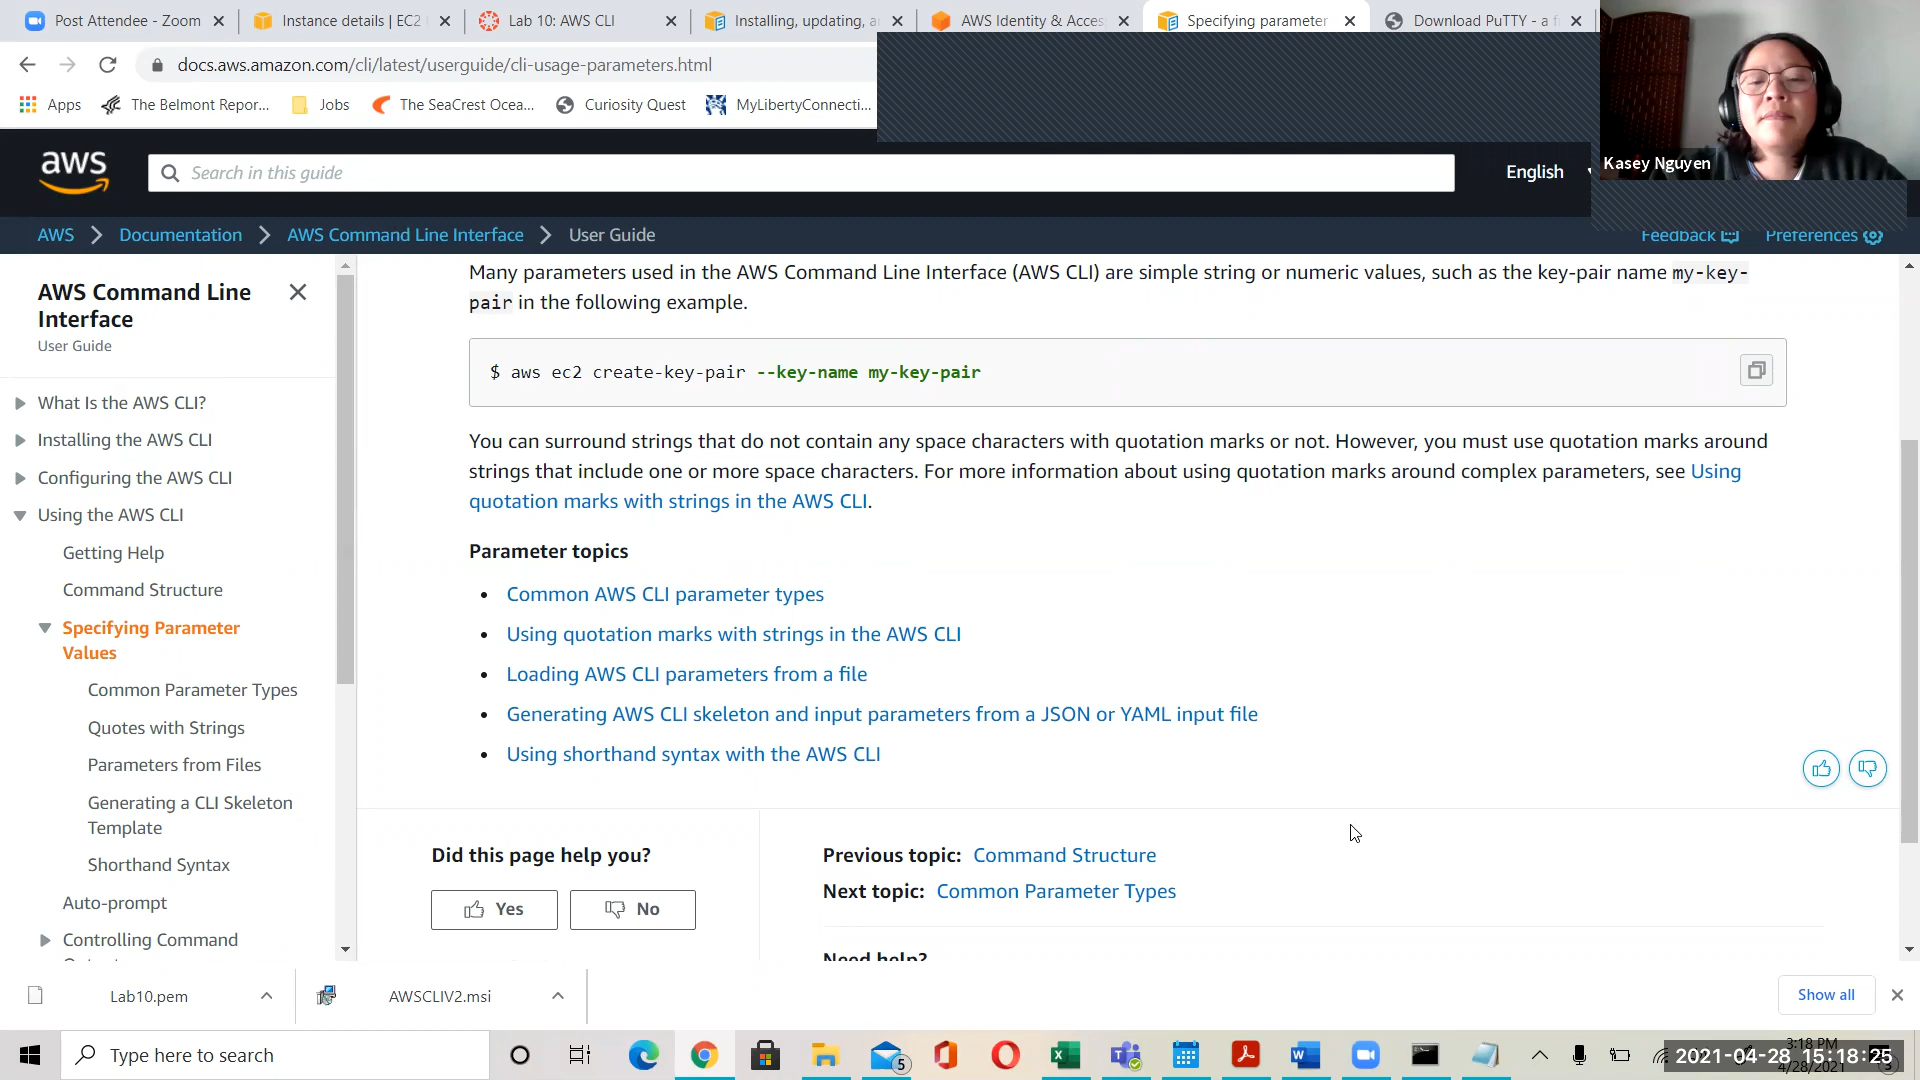 Post Attendee - Zoom
Instance details | EC2
Lab 10: AWS CLI
Installing, updating, a
AWS Identity & Acces
Specifying parameter
Download PuTTY - a f
docs.aws.amazon.com/cli/latest/userguide/cli-usage-parameters.html
Apps
The Belmont Repor...
Jobs
The SeaCrest Ocea...
Curiosity Quest
MyLibertyConnecti...
Kasey Nguyen
aws
Search in this guide
English
AWS
Documentation
AWS Command Line Interface
User Guide
Feedback
Preferences
AWS Command Line
Interface
User Guide
What Is the AWS CLI?
Installing the AWS CLI
Configuring the AWS CLI
Using the AWS CLI
Getting Help
Command Structure
Specifying Parameter
Values
Common Parameter Types
Quotes with Strings
Parameters from Files
Generating a CLI Skeleton
Template
Shorthand Syntax
Auto-prompt
Controlling Command
Many parameters used in the AWS Command Line Interface (AWS CLI) are simple string or numeric values, such as the key-pair name my-key-
pair in the following example.
$ aws ec2 create-key-pair --key-name my-key-pair
You can surround strings that do not contain any space characters with quotation marks or not. However, you must use quotation marks around
strings that include one or more space characters. For more information about using quotation marks around complex parameters, see Using
quotation marks with strings in the AWS CLI.
Parameter topics
• Common AWS CLI parameter types
• Using quotation marks with strings in the AWS CLI
• Loading AWS CLI parameters from a file
• Generating AWS CLI skeleton and input parameters from a JSON or YAML input file
• Using shorthand syntax with the AWS CLI
Did this page help you?
Yes
No
Previous topic: Command Structure
Next topic: Common Parameter Types
Need help?
Lab10.pem
AWSCLIV2.msi
Show all
Type here to search
5
3:18 PM
2021-04-28 15:18:25
4/28/2021
3